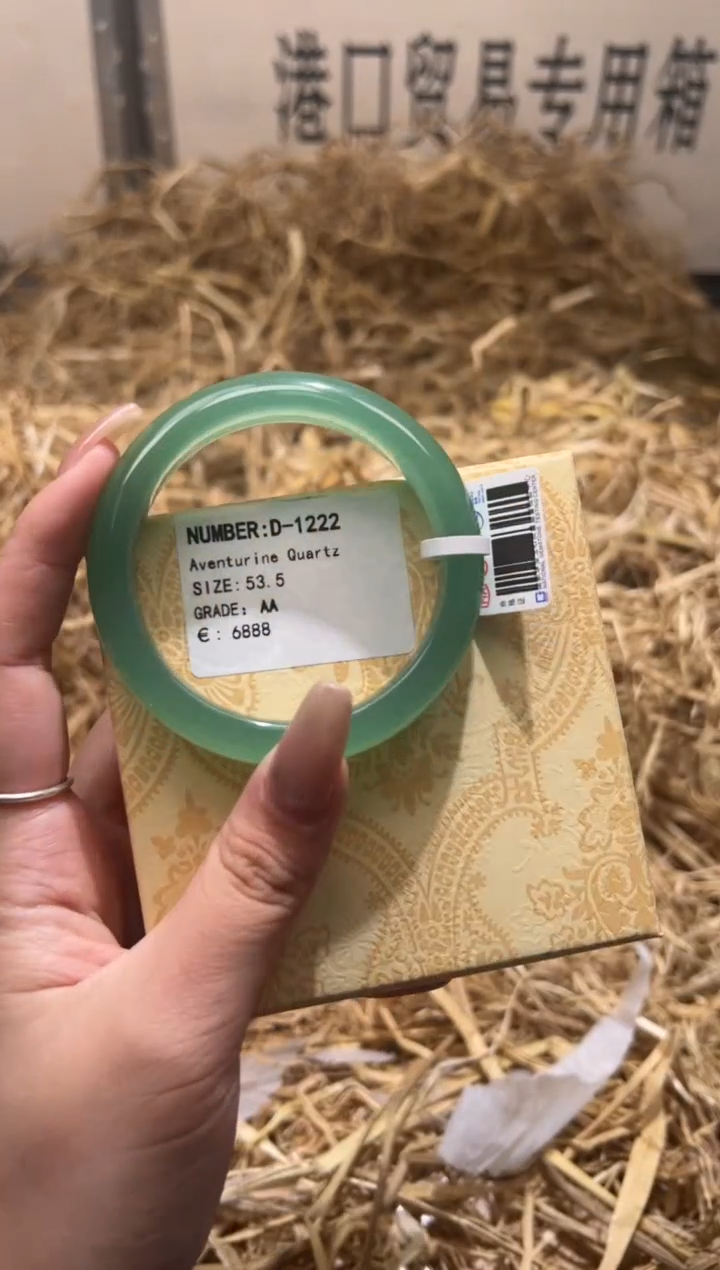 港口贸易专用箱
NUMBER:D-1222
Aventurine Quartz
SIZE: 53.5
GRADE: AA
€ : 6888